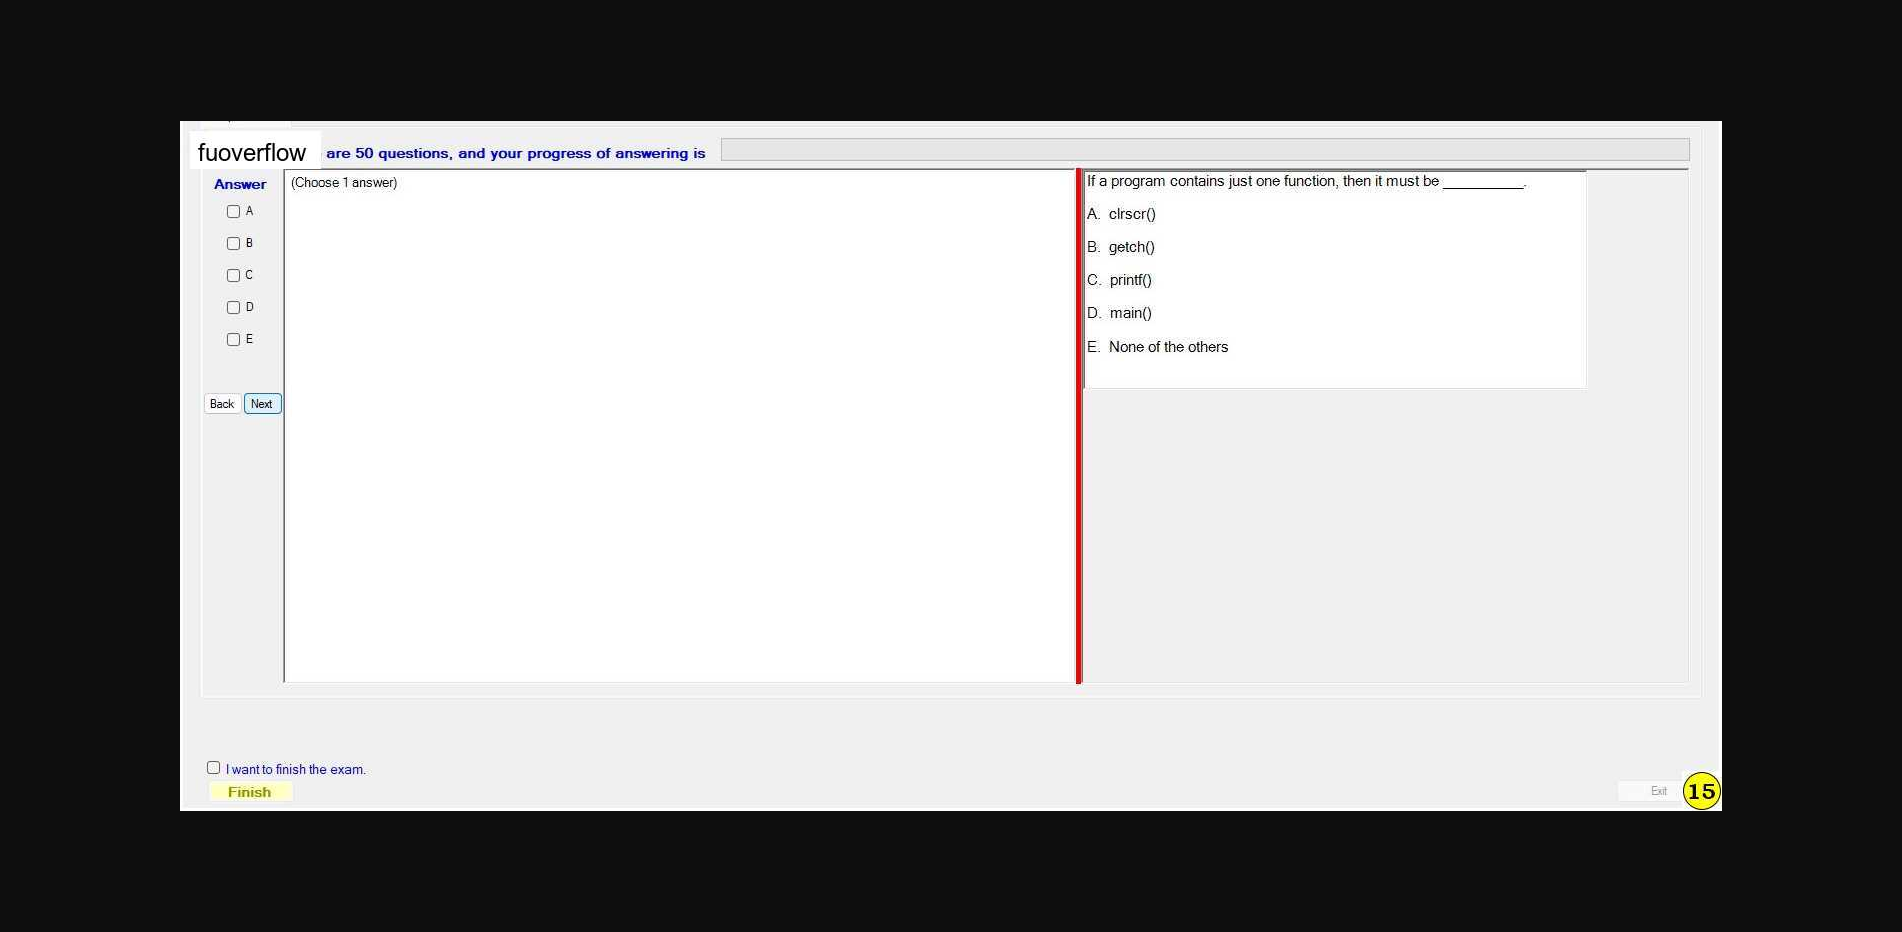 fuoverflow are 50 questions, and your progress of answering is
Answer
A
B
C
D
E
Back Next
(Choose 1 answer)
If a program contains just one function, then it must be __________.
A. clrscr()
B. getch()
C. printf()
D. main()
E. None of the others
I want to finish the exam.
Finish
Exit
15